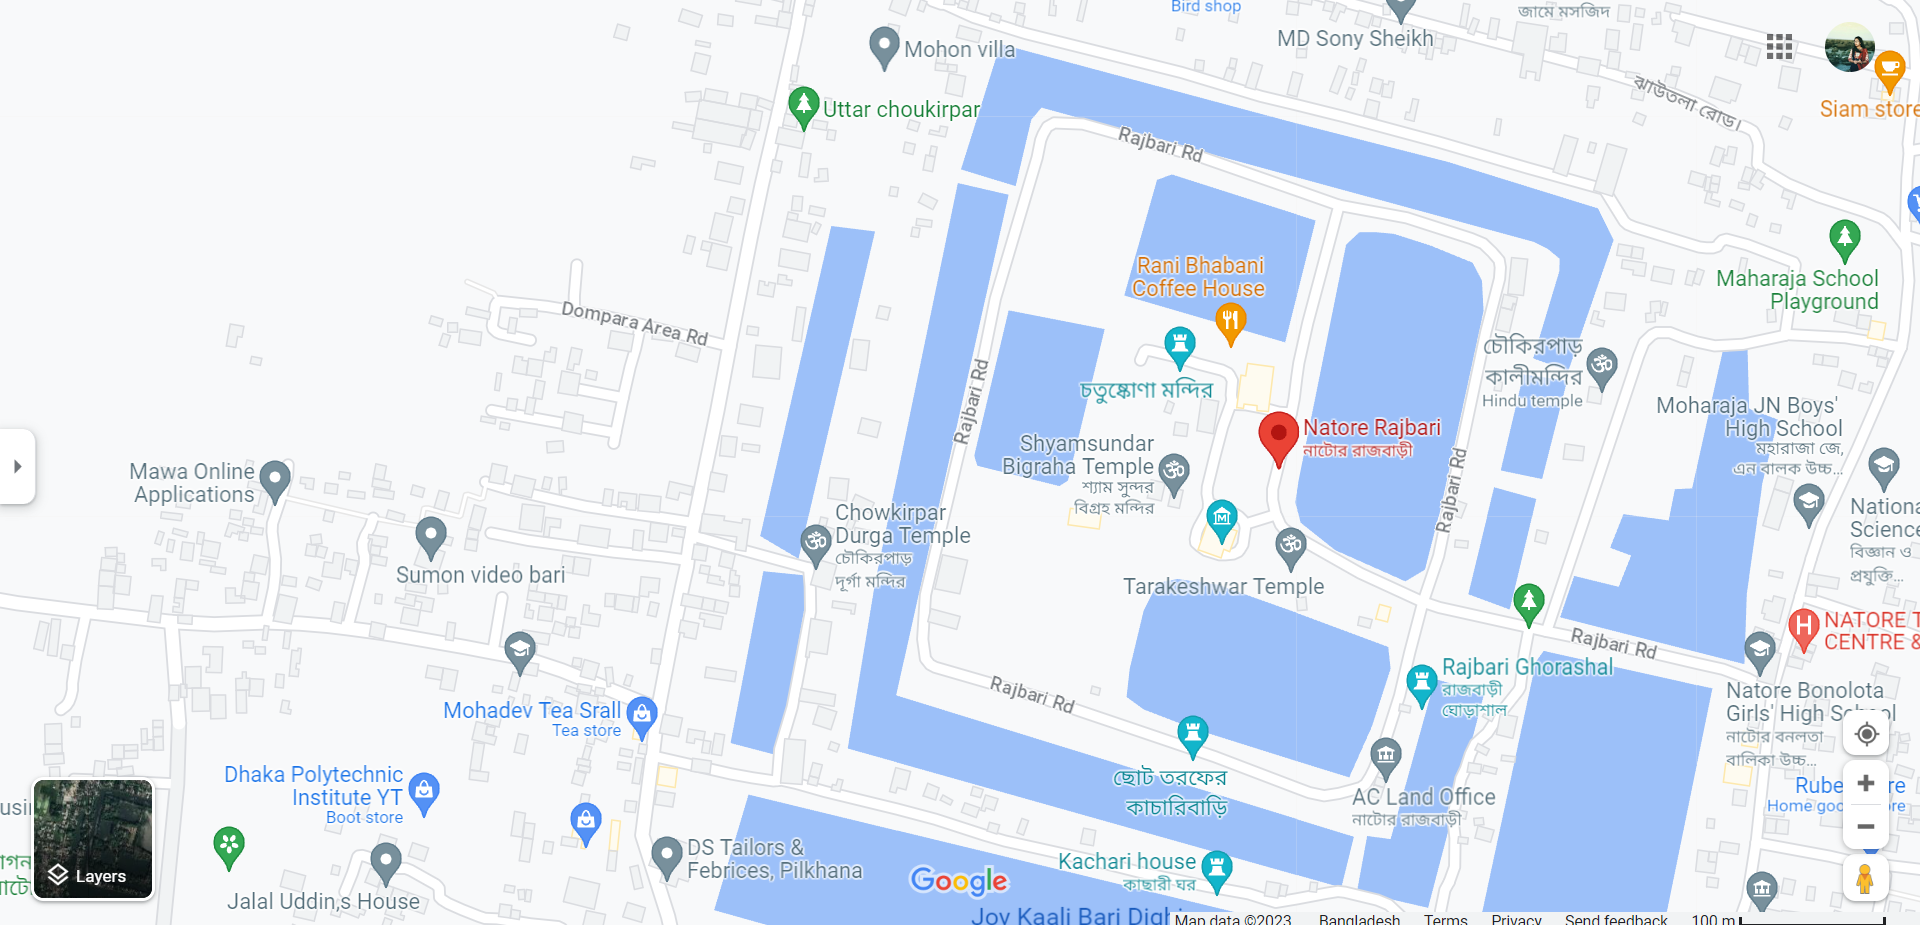 Bird shop
জামে মসজিদ
MD Sony Sheikh
Mohon villa
Uttar choukirpar
ঝাউতলা রোড।
Siam store
Rajbari Rd
Maharaja School
Playground
Rani Bhabani
Coffee House
Dompara Area Rd
চতুষ্কোণা মন্দির
চৌকিরপাড়
কালীমন্দির
Hindu temple
Rajbari Rd
Moharaja JN Boys'
High School
মহারাজা জে,
এন বালক উচ্চ...
Natore Rajbari
নাটোর রাজবাড়ী
Shyamsundar
Bigraha Temple
শ্যাম সুন্দর
বিগ্রহ মন্দির
Rajbari Rd
Mawa Online
Applications
Chowkirpar
Durga Temple
চৌকিরপাড়
দূর্গা মন্দির
Nationa
Science
বিজ্ঞান ও
প্রযুক্তি...
Sumon video bari
Tarakeshwar Temple
NATORE T
CENTRE &
Rajbari Rd
Rajbari Ghorashal
রাজবাড়ী
ঘোড়াশাল
Rajbari Rd
Natore Bonolota
Girls' High School
নাটোর বনলতা
বালিকা উচ্চ...
Mohadev Tea Srall
Tea store
ছোট তরফের
কাচারিবাড়ি
Dhaka Polytechnic
Institute YT
Boot store
AC Land Office
নাটোর রাজবাড়ী
Rube
re
Home goo
ore
usin
DS Tailors &
Febrices, Pilkhana
Kachari house
কাছারী ঘর
Layers
Jalal Uddin,s House
Google
Joy Kaali Bari Dighi
Map data ©2023 Bangladesh Terms Privacy Send feedback 100 m